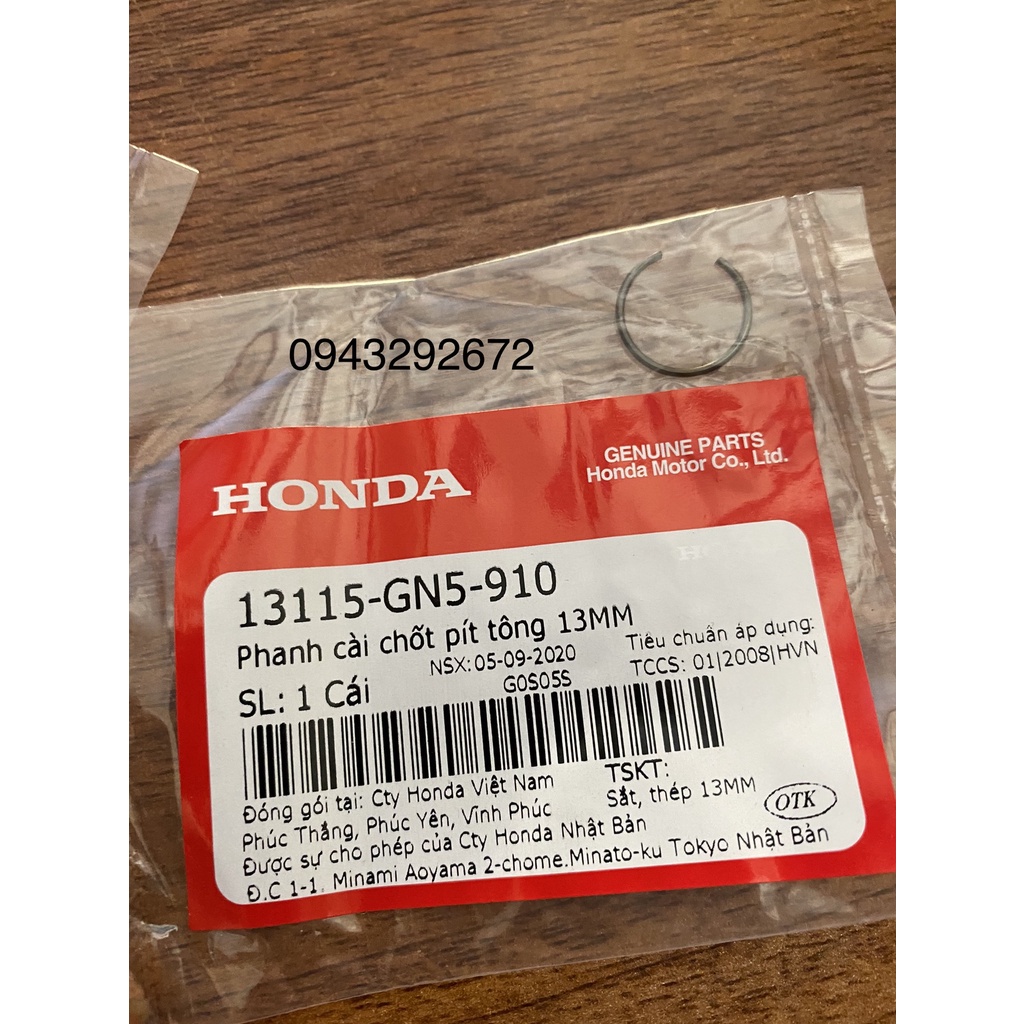 0943292672
HONDA
GENUINE PARTS
Honda Motor Co., Ltd.
13115-GN5-910
Phanh cài chốt pít tông 13MM
NSX:05-09-2020
Tiêu chuẩn áp dụng:
TCCS: 01|2008|HVN
SL: 1 Cái
G0S05S
Đóng gói tại: Cty Honda Việt Nam
Phúc Thắng, Phúc Yên, Vĩnh Phúc
TSKT:
Sắt, thép 13MM
OTK
Được sự cho phép của Cty Honda Nhật Bản
Đ.C 1-1, Minami Aoyama 2-chome.Minato-ku Tokyo Nhật Bản